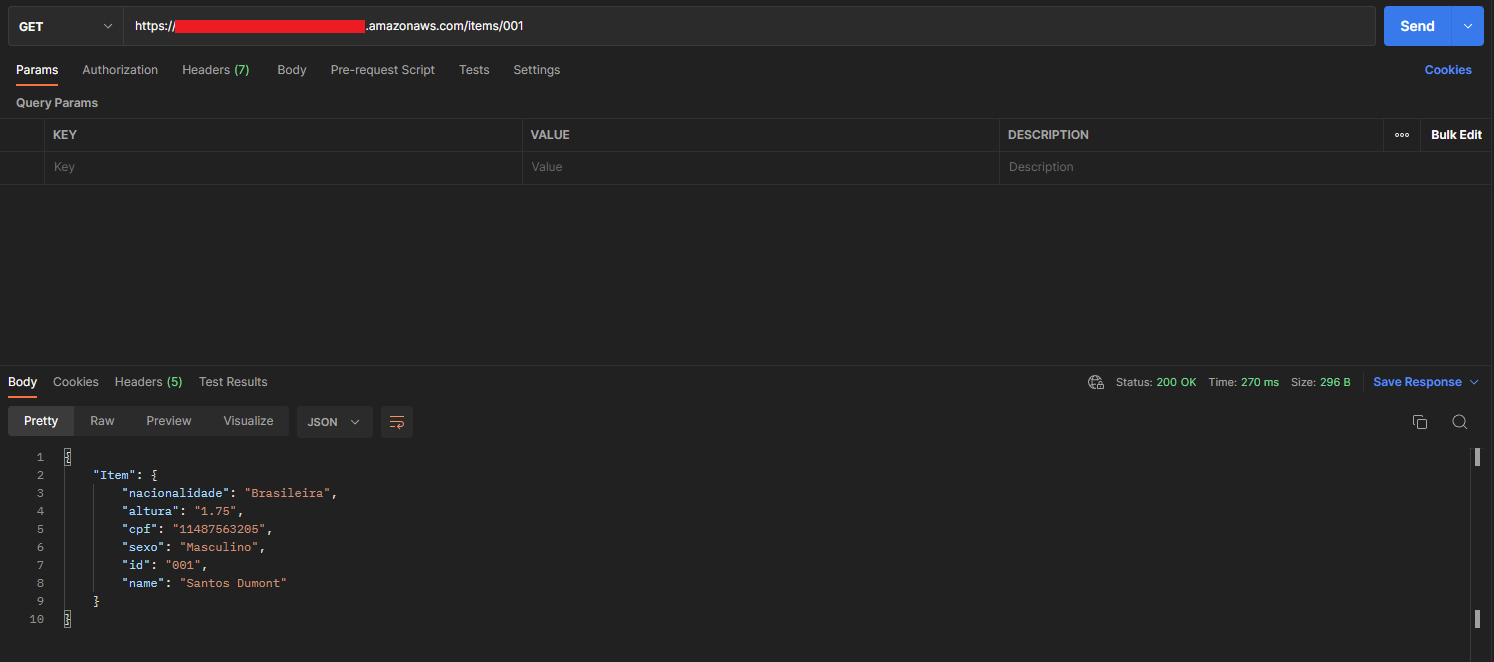 GET https:// .amazonaws.com/items/001 Send
Params Authorization Headers (7) Body Pre-request Script Tests Settings Cookies
Query Params
KEY VALUE DESCRIPTION ooo Bulk Edit
Key Value Description
Body Cookies Headers (5) Test Results Status: 200 OK Time: 270 ms Size: 296 B Save Response
Pretty Raw Preview Visualize JSON
1 {
2 "Item": {
3 "nacionalidade": "Brasileira",
4 "altura": "1.75",
5 "cpf": "11487563205",
6 "sexo": "Masculino",
7 "id": "001",
8 "name": "Santos Dumont"
9 }
10 }